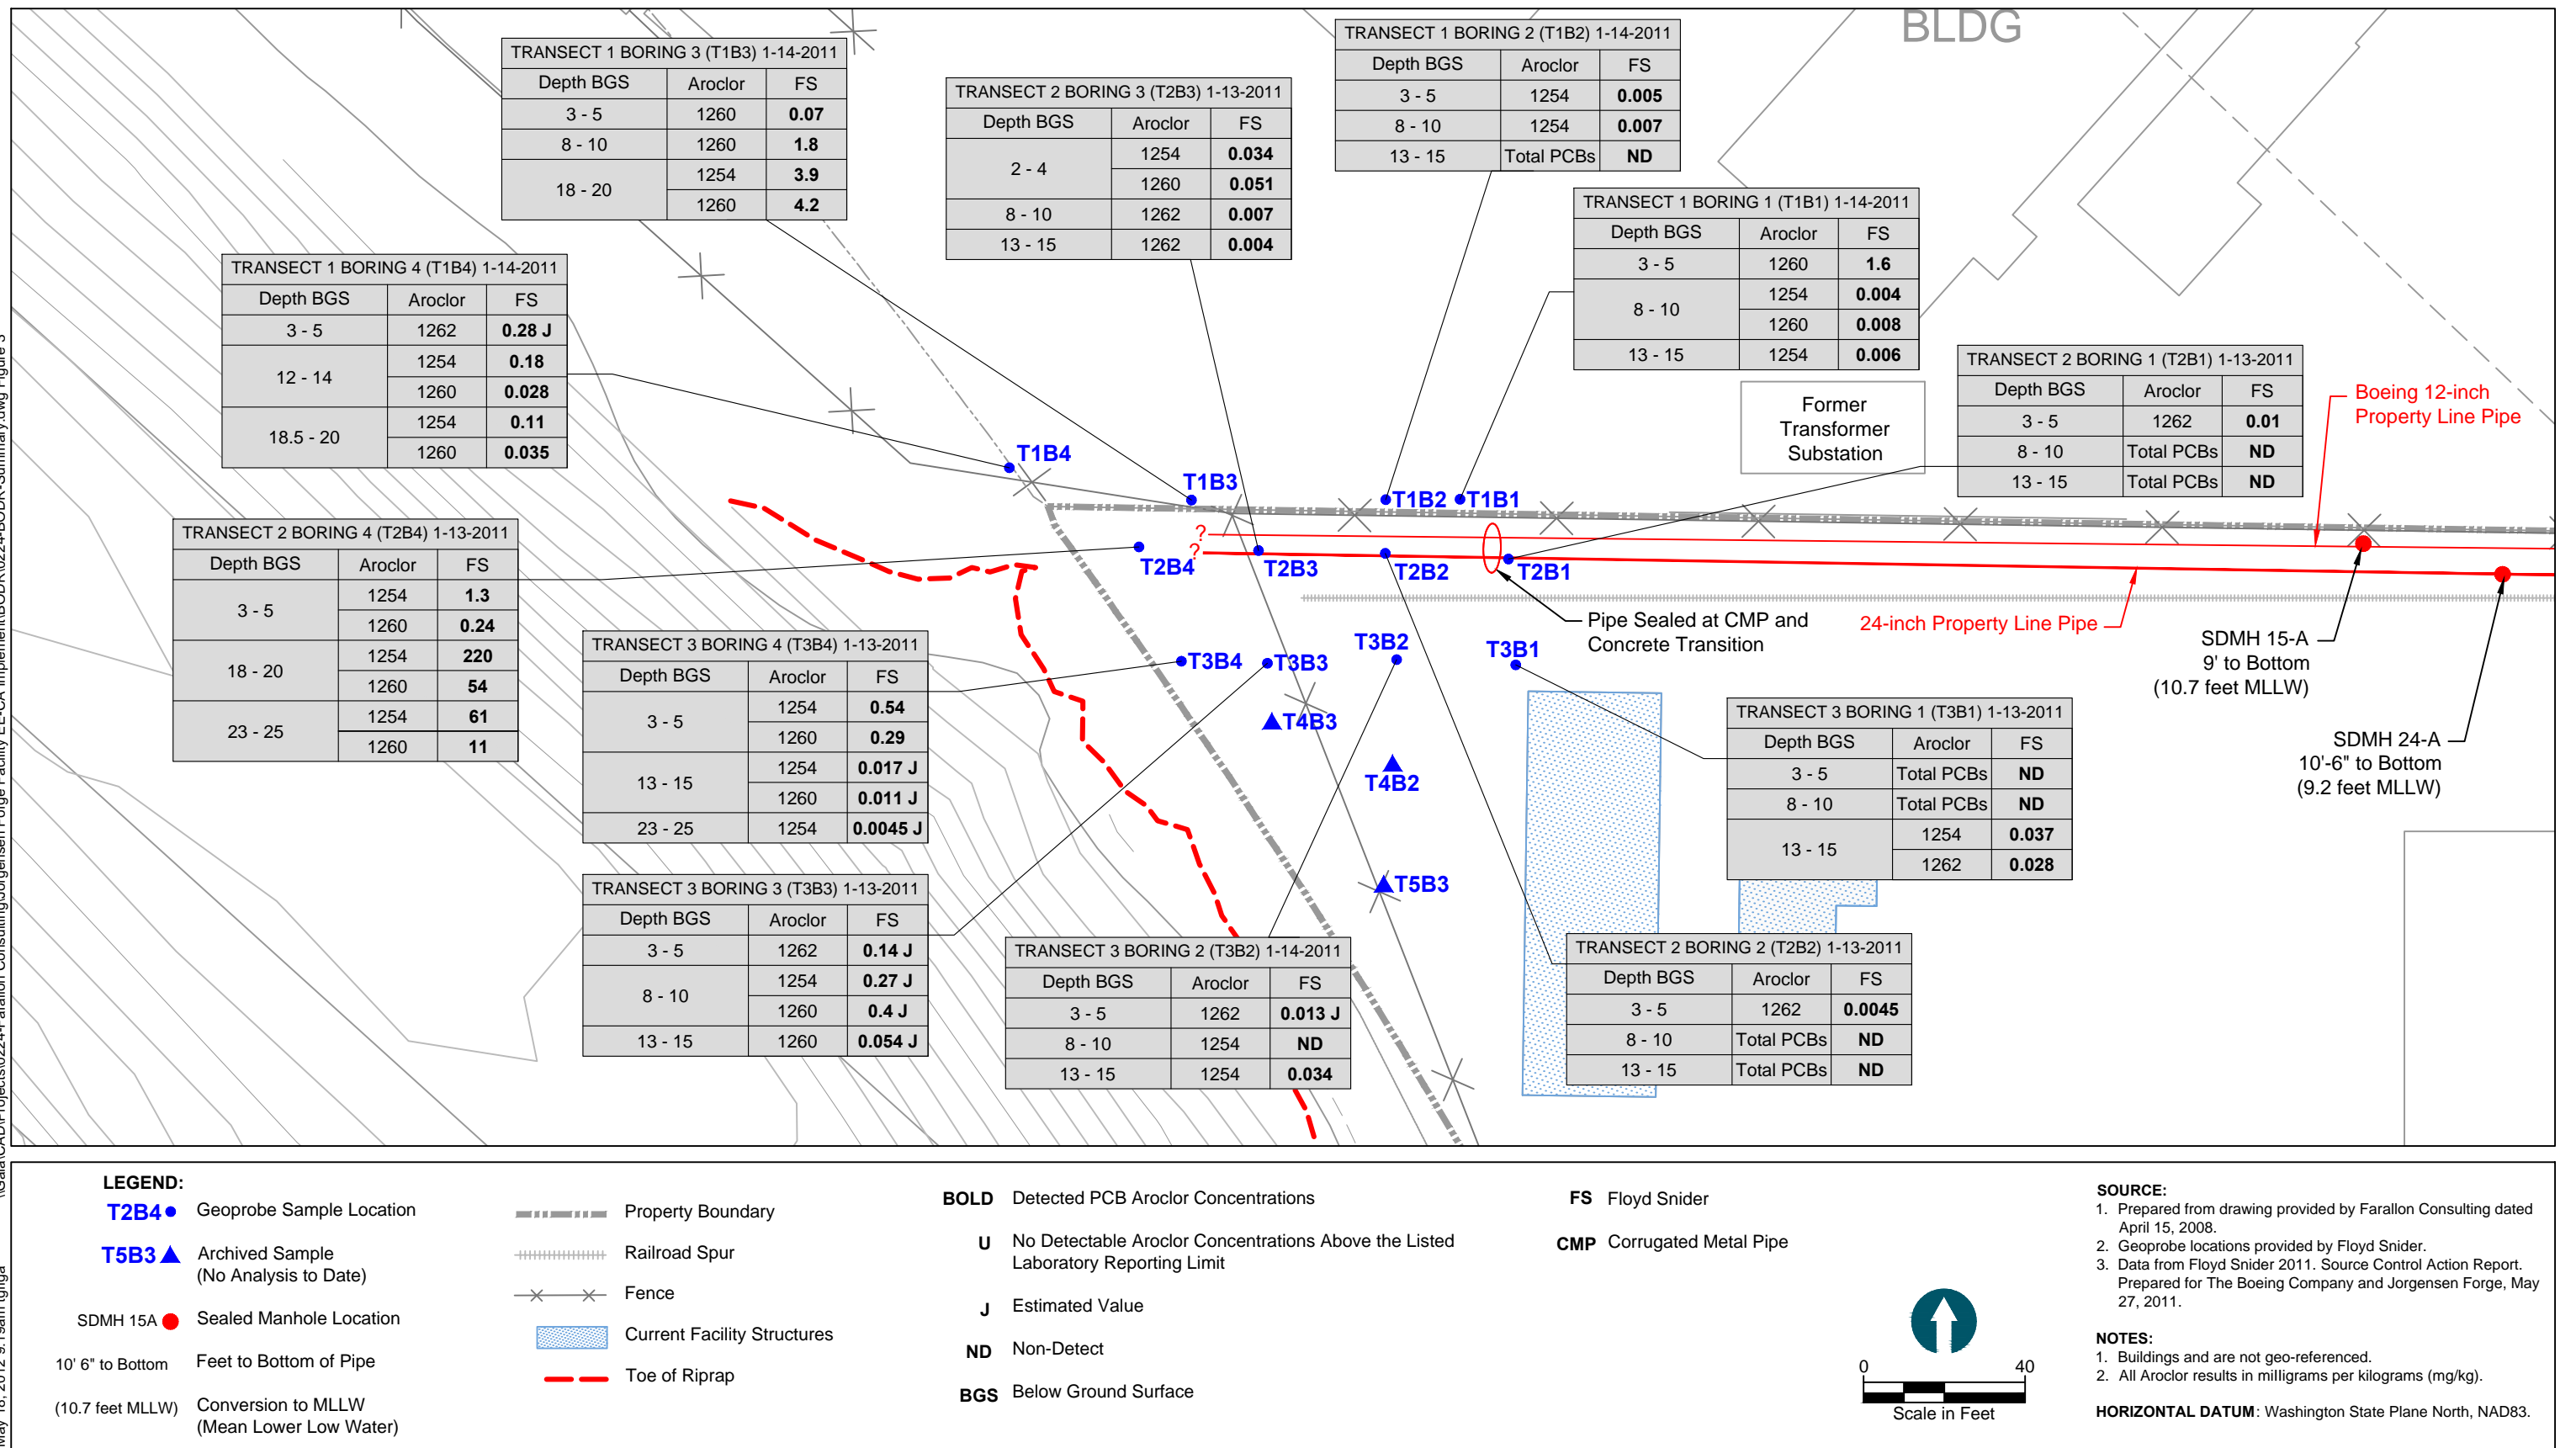 BLDG
TRANSECT 1 BORING 3 (T1B3) 1-14-2011
Depth BGS Aroclor FS
3 - 5 1260 0.07
8 - 10 1260 1.8
18 - 20 1254 3.9
1260 4.2
TRANSECT 2 BORING 3 (T2B3) 1-13-2011
Depth BGS Aroclor FS
2 - 4 1254 0.034
1260 0.051
8 - 10 1262 0.007
13 - 15 1262 0.004
TRANSECT 1 BORING 2 (T1B2) 1-14-2011
Depth BGS Aroclor FS
3 - 5 1254 0.005
8 - 10 1254 0.007
13 - 15 Total PCBs ND
TRANSECT 1 BORING 1 (T1B1) 1-14-2011
Depth BGS Aroclor FS
3 - 5 1260 1.6
8 - 10 1254 0.004
1260 0.008
13 - 15 1254 0.006
TRANSECT 1 BORING 4 (T1B4) 1-14-2011
Depth BGS Aroclor FS
3 - 5 1262 0.28 J
12 - 14 1254 0.18
1260 0.028
18.5 - 20 1254 0.11
1260 0.035
TRANSECT 2 BORING 1 (T2B1) 1-13-2011
Depth BGS Aroclor FS
3 - 5 1262 0.01
8 - 10 Total PCBs ND
13 - 15 Total PCBs ND
Former
Transformer
Substation
Boeing 12-inch
Property Line Pipe
T1B4
T1B3
T1B2
T1B1
?
?
T2B4
T2B3
T2B2
T2B1
TRANSECT 2 BORING 4 (T2B4) 1-13-2011
Depth BGS Aroclor FS
3 - 5 1254 1.3
1260 0.24
18 - 20 1254 220
1260 54
23 - 25 1254 61
1260 11
Pipe Sealed at CMP and
Concrete Transition
24-inch Property Line Pipe
SDMH 15-A
9' to Bottom
(10.7 feet MLLW)
SDMH 24-A
10'-6" to Bottom
(9.2 feet MLLW)
T3B4
T3B3
T3B2
T3B1
T4B3
T4B2
T5B3
TRANSECT 3 BORING 4 (T3B4) 1-13-2011
Depth BGS Aroclor FS
3 - 5 1254 0.54
1260 0.29
13 - 15 1254 0.017 J
1260 0.011 J
23 - 25 1254 0.0045 J
TRANSECT 3 BORING 1 (T3B1) 1-13-2011
Depth BGS Aroclor FS
3 - 5 Total PCBs ND
8 - 10 Total PCBs ND
13 - 15 1254 0.037
1262 0.028
TRANSECT 3 BORING 3 (T3B3) 1-13-2011
Depth BGS Aroclor FS
3 - 5 1262 0.14 J
8 - 10 1254 0.27 J
1260 0.4 J
13 - 15 1260 0.054 J
TRANSECT 3 BORING 2 (T3B2) 1-14-2011
Depth BGS Aroclor FS
3 - 5 1262 0.013 J
8 - 10 1254 ND
13 - 15 1254 0.034
TRANSECT 2 BORING 2 (T2B2) 1-13-2011
Depth BGS Aroclor FS
3 - 5 1262 0.0045
8 - 10 Total PCBs ND
13 - 15 Total PCBs ND
LEGEND:
T2B4 Geoprobe Sample Location
T5B3 Archived Sample
(No Analysis to Date)
SDMH 15A Sealed Manhole Location
10' 6" to Bottom Feet to Bottom of Pipe
(10.7 feet MLLW) Conversion to MLLW
(Mean Lower Low Water)
Property Boundary
Railroad Spur
Fence
Current Facility Structures
Toe of Riprap
BOLD Detected PCB Aroclor Concentrations
U No Detectable Aroclor Concentrations Above the Listed
Laboratory Reporting Limit
J Estimated Value
ND Non-Detect
BGS Below Ground Surface
FS Floyd Snider
CMP Corrugated Metal Pipe
0 40
Scale in Feet
SOURCE:
1. Prepared from drawing provided by Farallon Consulting dated
April 15, 2008.
2. Geoprobe locations provided by Floyd Snider.
3. Data from Floyd Snider 2011. Source Control Action Report.
Prepared for The Boeing Company and Jorgensen Forge, May
27, 2011.
NOTES:
1. Buildings and are not geo-referenced.
2. All Aroclor results in milligrams per kilograms (mg/kg).
HORIZONTAL DATUM: Washington State Plane North, NAD83.